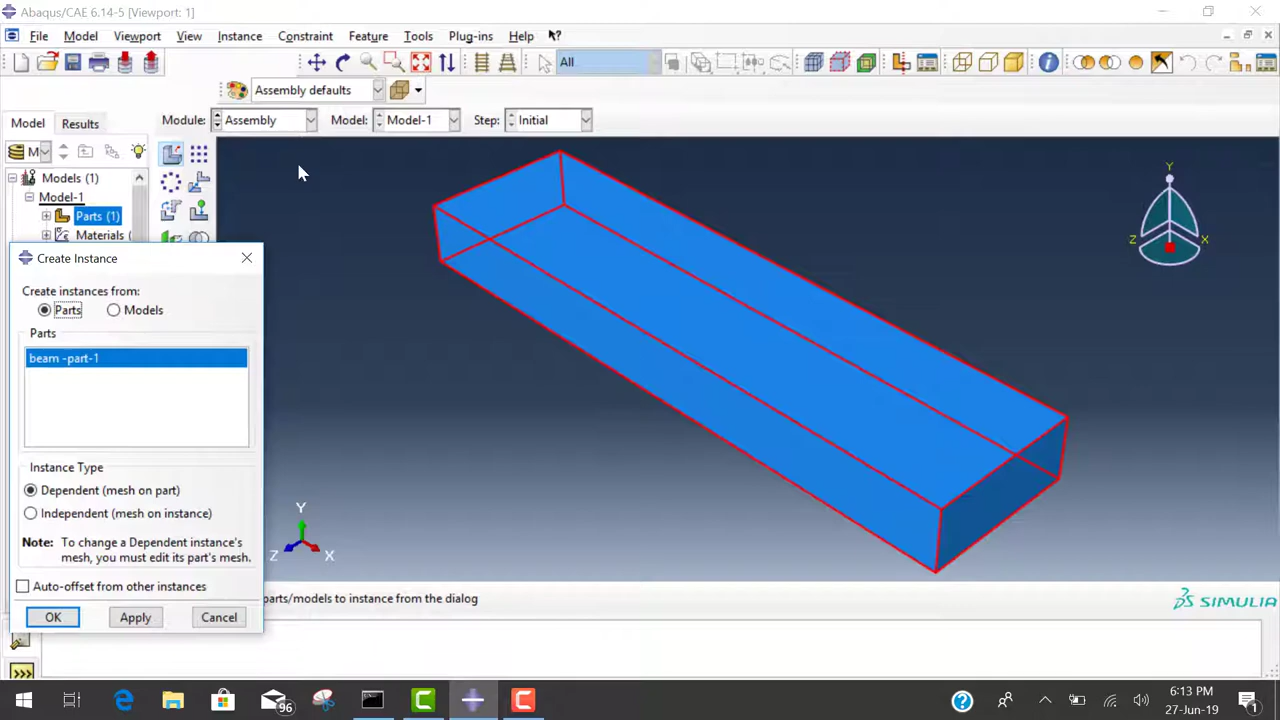 Abaqus/CAE 6.14-5 [Viewport: 1]
File Model Viewport View Instance Constraint Feature Tools Plug-ins Help
All
Assembly defaults
Model Results
Module: Assembly Model: Model-1 Step: Initial
M
Models (1)
Model-1
Parts (1)
Materials
Create Instance
Create instances from:
Parts Models
Parts
beam -part-1
Instance Type
Dependent (mesh on part)
Independent (mesh on instance)
Note: To change a Dependent instance's
mesh, you must edit its part's mesh.
Auto-offset from other instances
OK Apply Cancel
Y
Z X
Y
Z X
parts/models to instance from the dialog
SIMULIA
>>>
96
6:13 PM
27-Jun-19
1